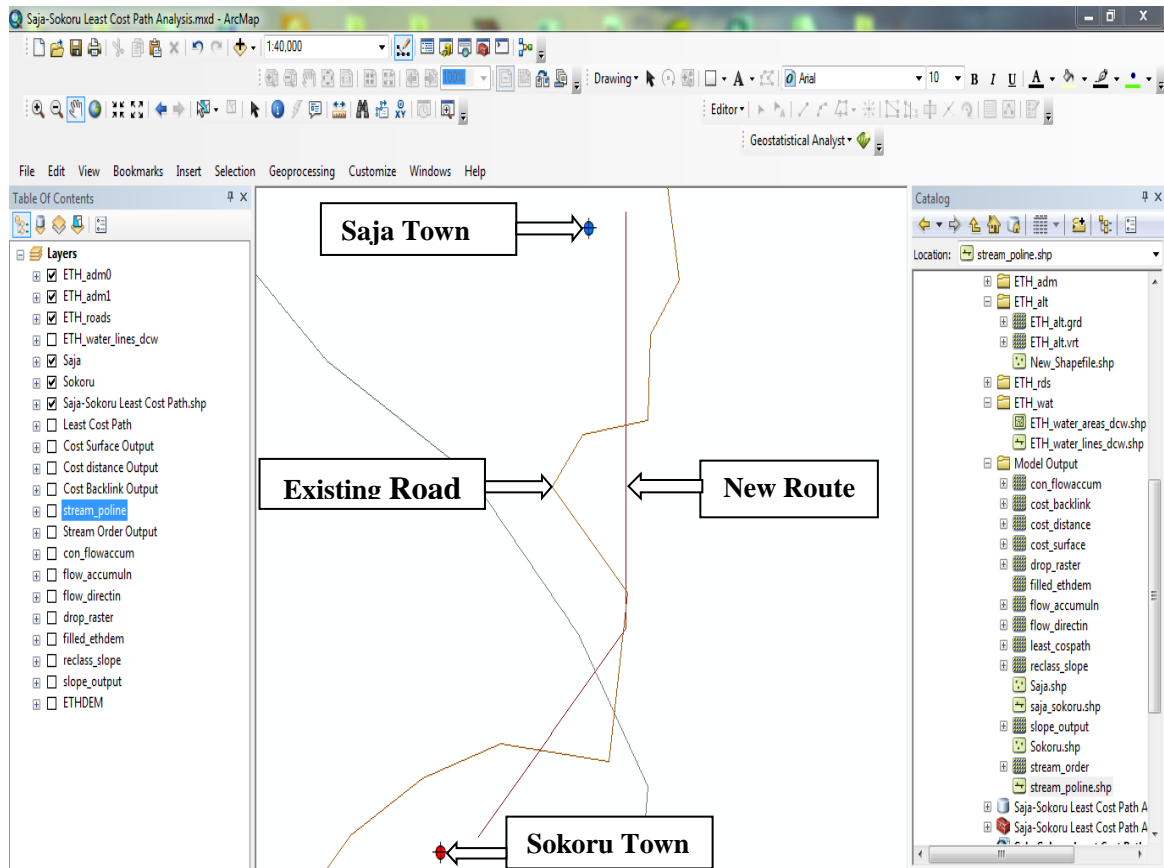 Saja-Sokoru Least Cost Path Analysis.mxd - ArcMap
1:40,000
100%
Drawing
Arial
10
B I U A
Editor
Geostatistical Analyst
File Edit View Bookmarks Insert Selection Geoprocessing Customize Windows Help
Table Of Contents
Layers
ETH_adm0
ETH_adm1
ETH_roads
ETH_water_lines_dcw
Saja
Sokoru
Saja-Sokoru Least Cost Path.shp
Least Cost Path
Cost Surface Output
Cost distance Output
Cost Backlink Output
stream_poline
Stream Order Output
con_flowaccum
flow_accumuln
flow_directin
drop_raster
filled_ethdem
reclass_slope
slope_output
ETHDEM
Saja Town
Existing Road
New Route
Sokoru Town
Catalog
Location: stream_poline.shp
ETH_adm
ETH_alt
ETH_alt.grd
ETH_alt.vrt
New_Shapefile.shp
ETH_rds
ETH_wat
ETH_water_areas_dcw.shp
ETH_water_lines_dcw.shp
Model Output
con_flowaccum
cost_backlink
cost_distance
cost_surface
drop_raster
filled_ethdem
flow_accumuln
flow_directin
least_cospath
reclass_slope
Saja.shp
saja_sokoru.shp
slope_output
Sokoru.shp
stream_order
stream_poline.shp
Saja-Sokoru Least Cost Path A
Saja-Sokoru Least Cost Path A